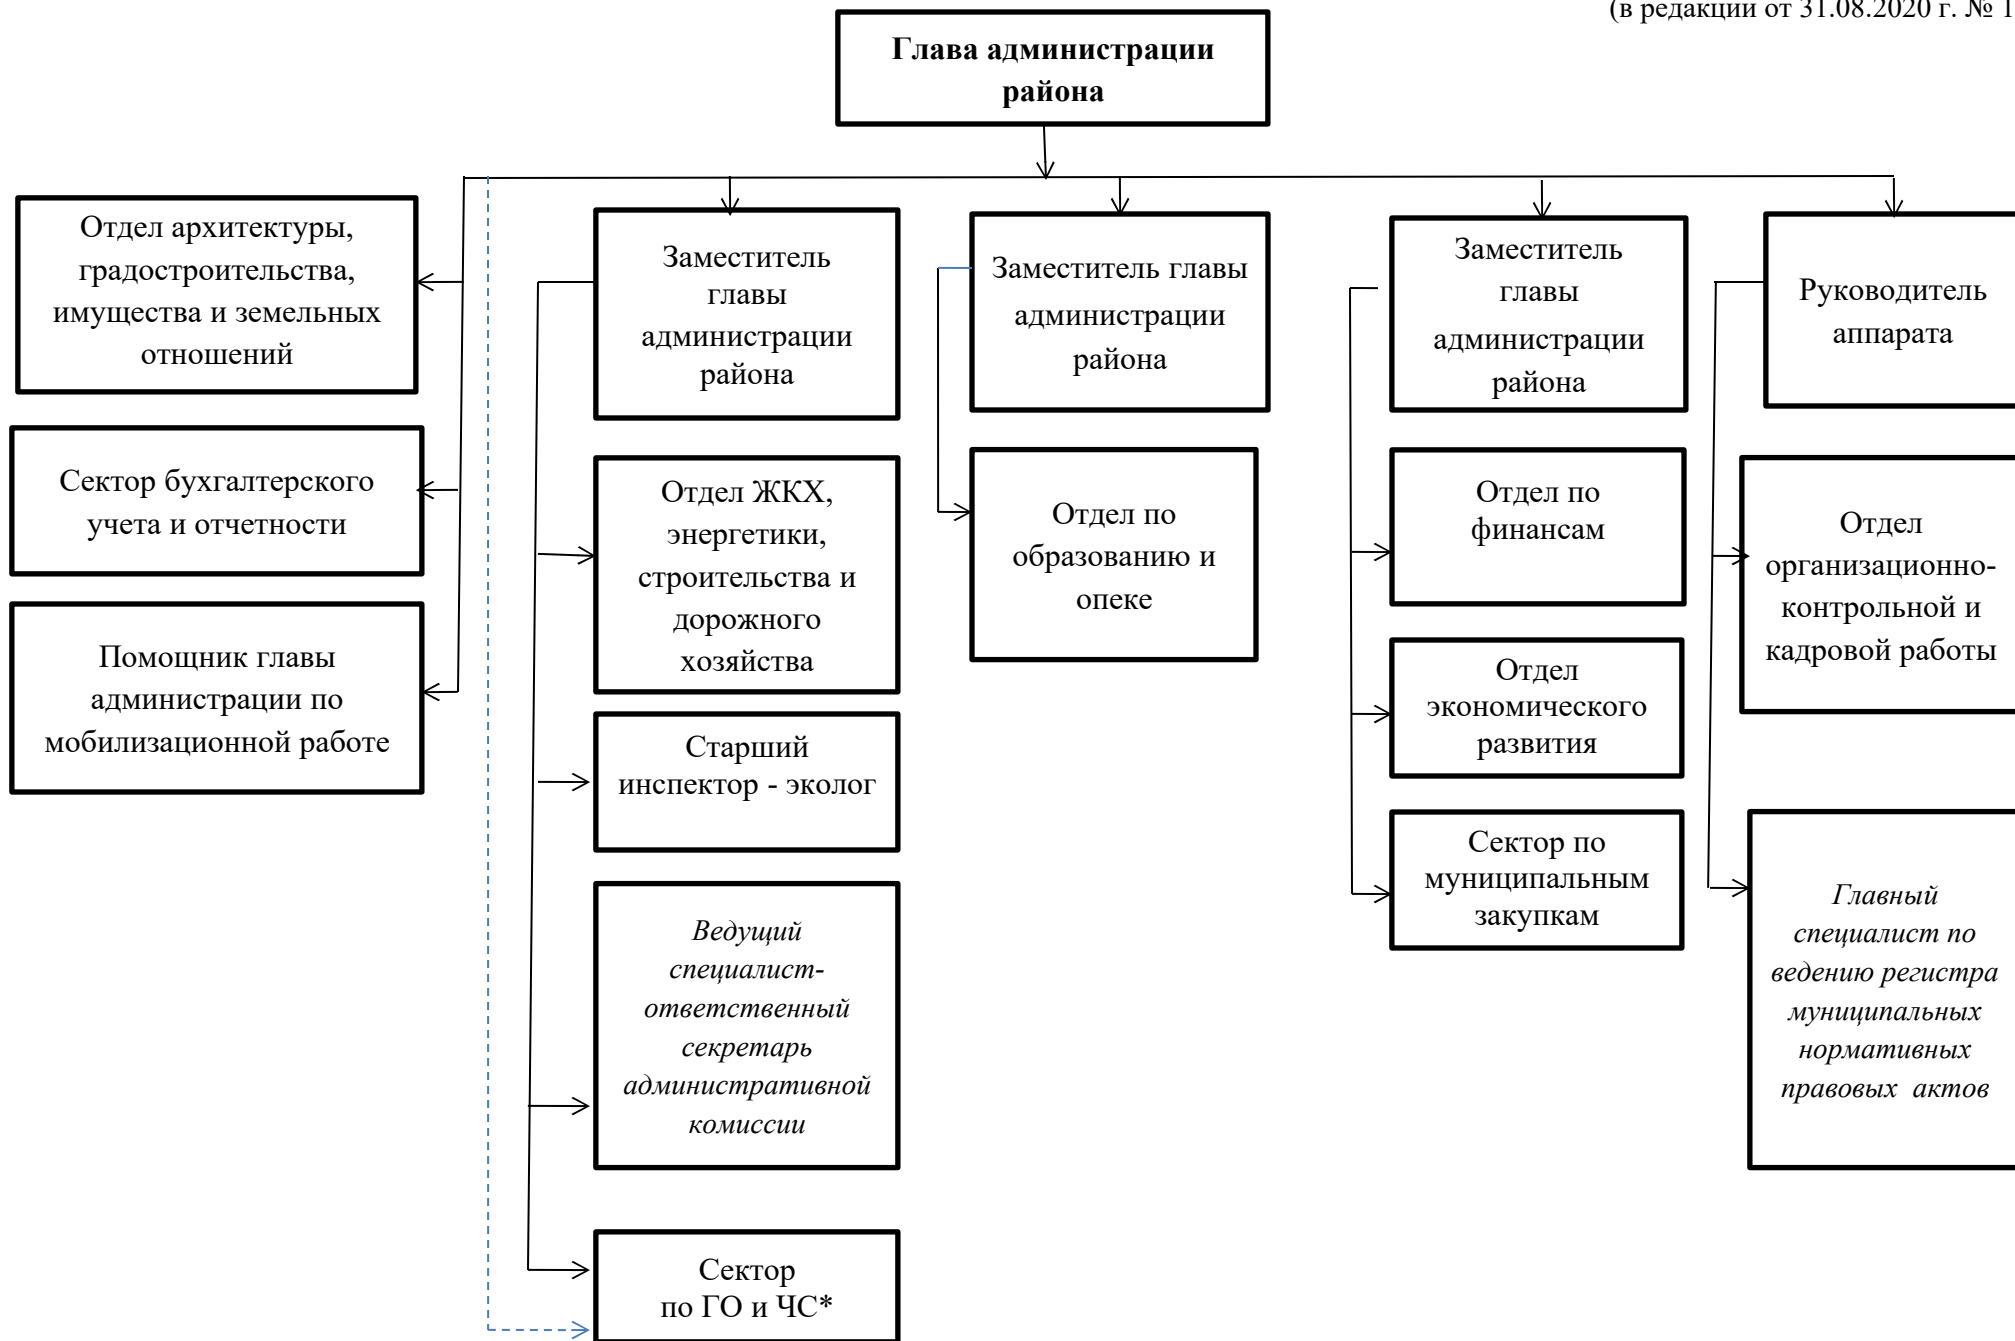 (в редакции от 31.08.2020 г. № 1
Глава администрации
района
Отдел архитектуры,
градостроительства,
имущества и земельных
отношений
Сектор бухгалтерского
учета и отчетности
Помощник главы
администрации по
мобилизационной работе
Заместитель
главы
администрации
района
Отдел ЖКХ,
энергетики,
строительства и
дорожного
хозяйства
Старший
инспектор - эколог
Ведущий
специалист-
ответственный
секретарь
административной
комиссии
Сектор
по ГО и ЧС*
Заместитель главы
администрации
района
Отдел по
образованию и
опеке
Заместитель
главы
администрации
района
Отдел по
финансам
Отдел
экономического
развития
Сектор по
муниципальным
закупкам
Руководитель
аппарата
Отдел
организационно-
контрольной и
кадровой работы
Главный
специалист по
ведению регистра
муниципальных
нормативных
правовых актов